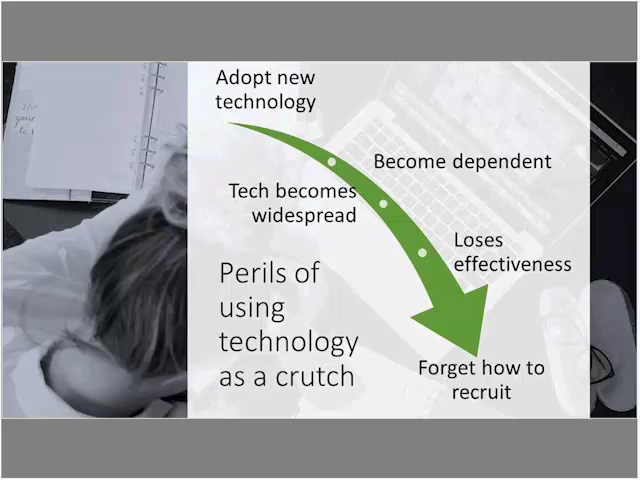 Adopt new
technology
Become dependent
Tech becomes
widespread
Loses
effectiveness
Perils of
using
technology
as a crutch
Forget how to
recruit